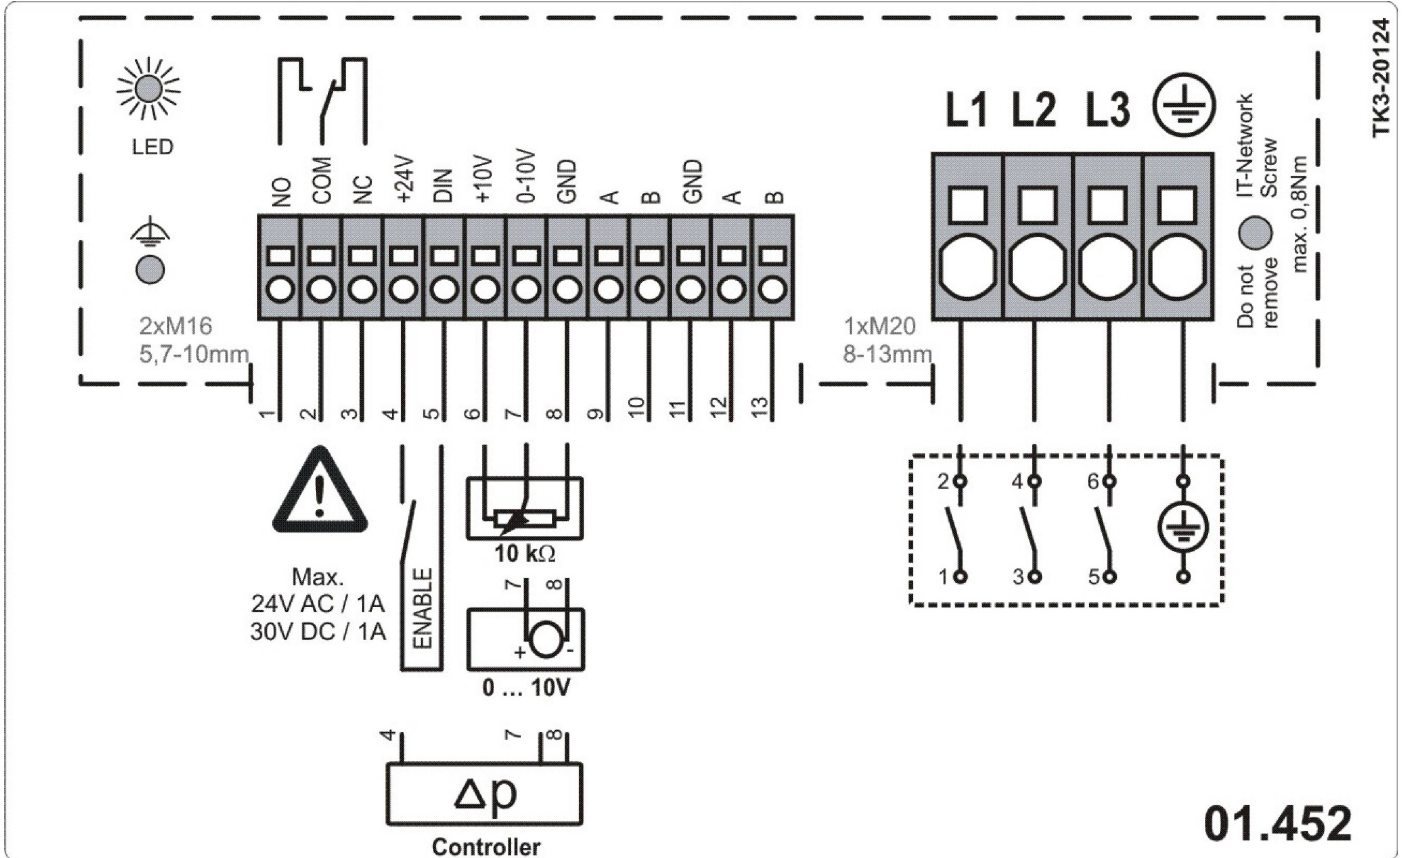 TK3-20124
LED
NO
COM
NC
+24V
DIN
+10V
0-10V
GND
A
B
GND
A
B
L1 L2 L3
Do not remove
IT-Network Screw
max. 0,8Nm
2xM16
5,7-10mm
1xM20
8-13mm
1
2
3
4
5
6
7
8
9
10
11
12
13
!
Max.
24V AC / 1A
30V DC / 1A
ENABLE
10 kΩ
7
8
+ -
0 ... 10V
4
7
8
Δp
Controller
2 4 6
1 3 5
01.452